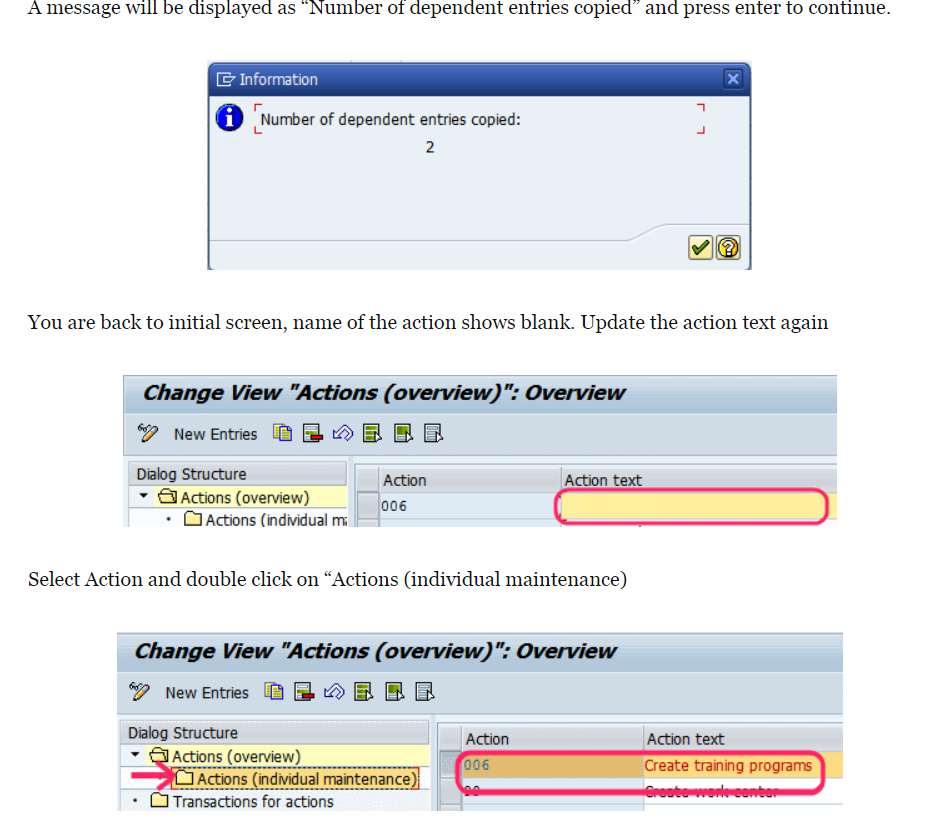 A message will be displayed as “Number of dependent entries copied” and press enter to continue.
Information
Number of dependent entries copied:
2
You are back to initial screen, name of the action shows blank. Update the action text again
Change View "Actions (overview)": Overview
New Entries
Dialog Structure
Action Action text
Actions (overview)
006
Actions (individual ma
Select Action and double click on “Actions (individual maintenance)
Change View "Actions (overview)": Overview
New Entries
Dialog Structure
Action Action text
Actions (overview)
006 Create training programs
Actions (individual maintenance)
Create work center
Transactions for actions